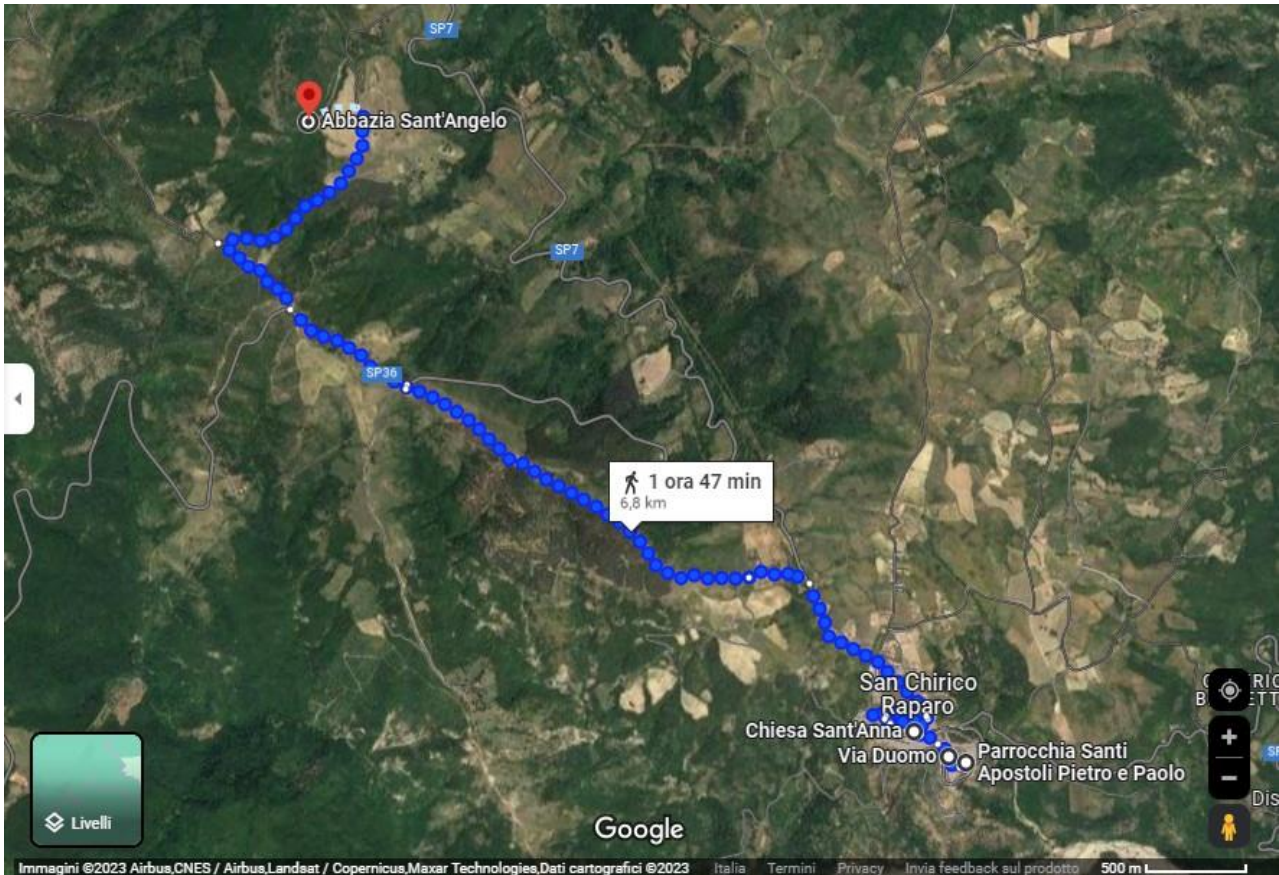 SP7
Abbazia Sant'Angelo
SP7
SP36
1 ora 47 min
6,8 km
San Chirico
Raparo
Chiesa Sant'Anna
Via Duomo
Parrocchia Santi
Apostoli Pietro e Paolo
Livelli
Google
Immagini ©2023 Airbus,CNES / Airbus,Landsat / Copernicus,Maxar Technologies,Dati cartografici ©2023 Italia Termini Privacy Invia feedback sul prodotto 500 m